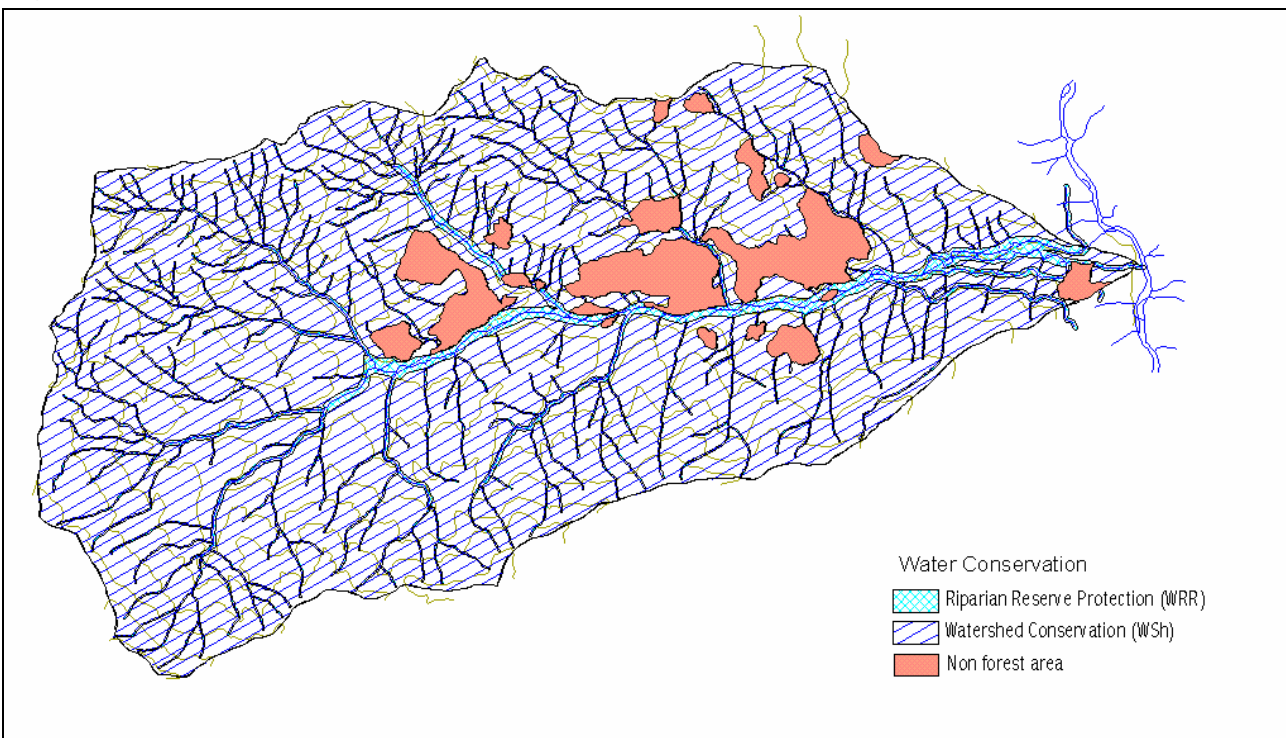 Water Conservation
Riparian Reserve Protection (WRR)
Watershed Conservation (WSh)
Non forest area